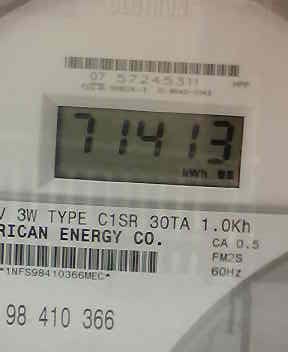 07 57245311
71413
kWh
V 3W TYPE C1SR 30TA 1.0Kh
RICAN ENERGY CO.
CA 0.5
FM2S
60Hz
*1NFS98410366MEC*
98 410 366